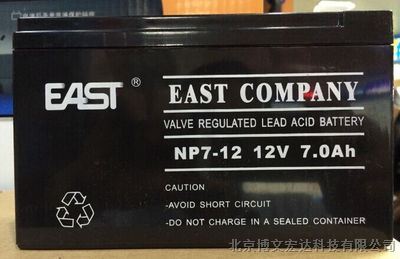 EAST ®
EAST COMPANY
VALVE REGULATED LEAD ACID BATTERY
NP7-12 12V 7.0Ah
CAUTION
-AVOID SHORT CIRCUIT
-DO NOT CHARGE IN A SEALED CONTAINER
北京博文宏达科技有限公司